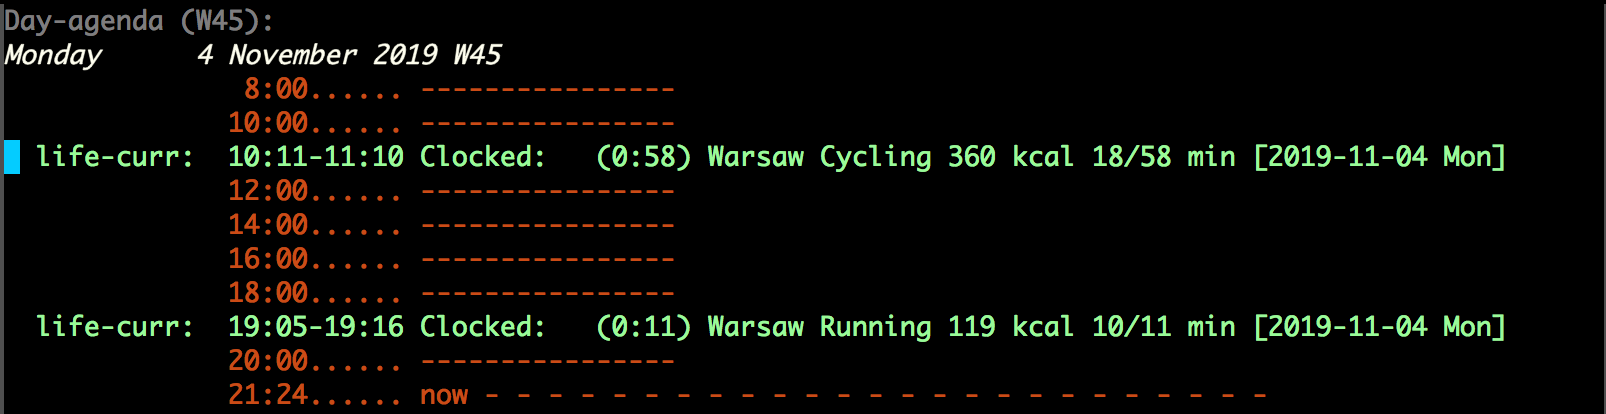 Day-agenda (W45):
Monday      4 November 2019 W45
               8:00...... ----------------
              10:00...... ----------------
  life-curr:  10:11-11:10 Clocked:   (0:58) Warsaw Cycling 360 kcal 18/58 min [2019-11-04 Mon]
              12:00...... ----------------
              14:00...... ----------------
              16:00...... ----------------
              18:00...... ----------------
  life-curr:  19:05-19:16 Clocked:   (0:11) Warsaw Running 119 kcal 10/11 min [2019-11-04 Mon]
              20:00...... ----------------
              21:24...... now - - - - - - - - - - - - - - - - - - - - - - - - -